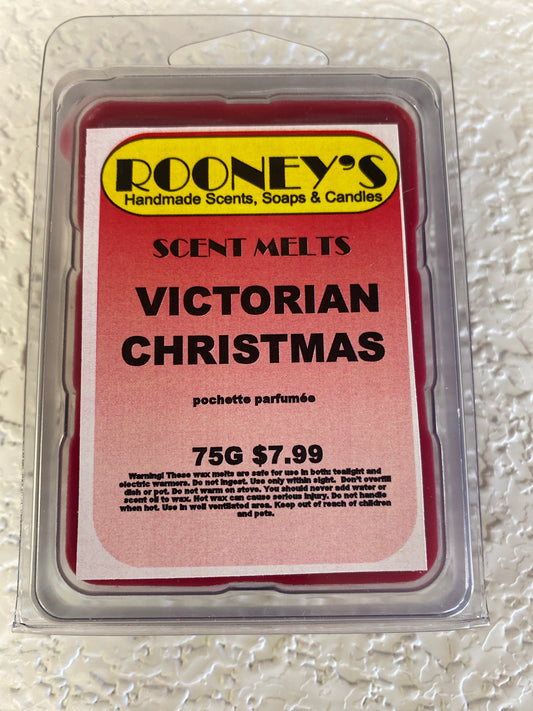 ROONEY'S
Handmade Scents, Soaps & Candles
SCENT MELTS
VICTORIAN
CHRISTMAS
pochette parfumée
75G $7.99
Warning! These wax melts are safe for use in both: tealight and
electric warmers. Do not ingest. Use only within sight. Don't overfill
dish or pot. Do not warm on stove. You should never add water or
scent oil to wax. Hot wax can cause serious injury. Do not handle
when hot. Use in well ventilated area. Keep out of reach of children
and pets.